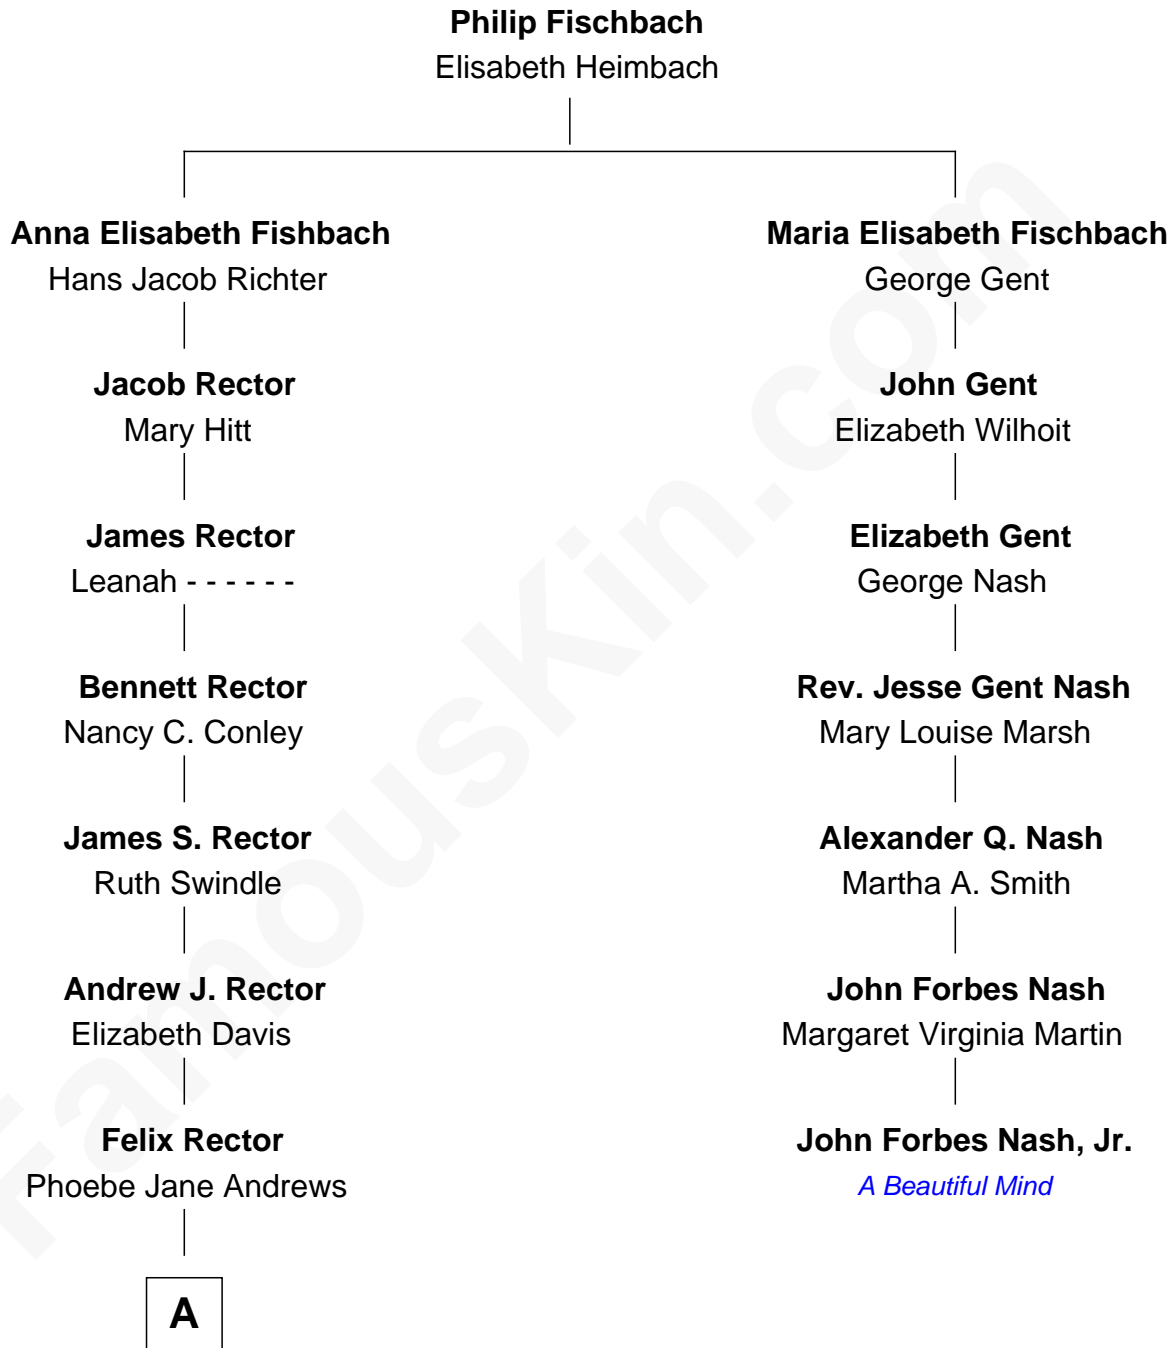 Philip Fischbach
Elisabeth Heimbach
Anna Elisabeth Fishbach
Hans Jacob Richter
Jacob Rector
Mary Hitt
James Rector
Leanah - - - - - -
Bennett Rector
Nancy C. Conley
James S. Rector
Ruth Swindle
Andrew J. Rector
Elizabeth Davis
Felix Rector
Phoebe Jane Andrews
A
Maria Elisabeth Fischbach
George Gent
John Gent
Elizabeth Wilhoit
Elizabeth Gent
George Nash
Rev. Jesse Gent Nash
Mary Louise Marsh
Alexander Q. Nash
Martha A. Smith
John Forbes Nash
Margaret Virginia Martin
John Forbes Nash, Jr.
A Beautiful Mind
FamousKin.com